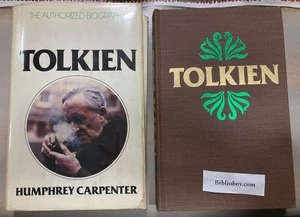 THE AUTHORIZED BIOGRAPHY
TOLKIEN
HUMPHREY CARPENTER
TOLKIEN
Biblioboy.com